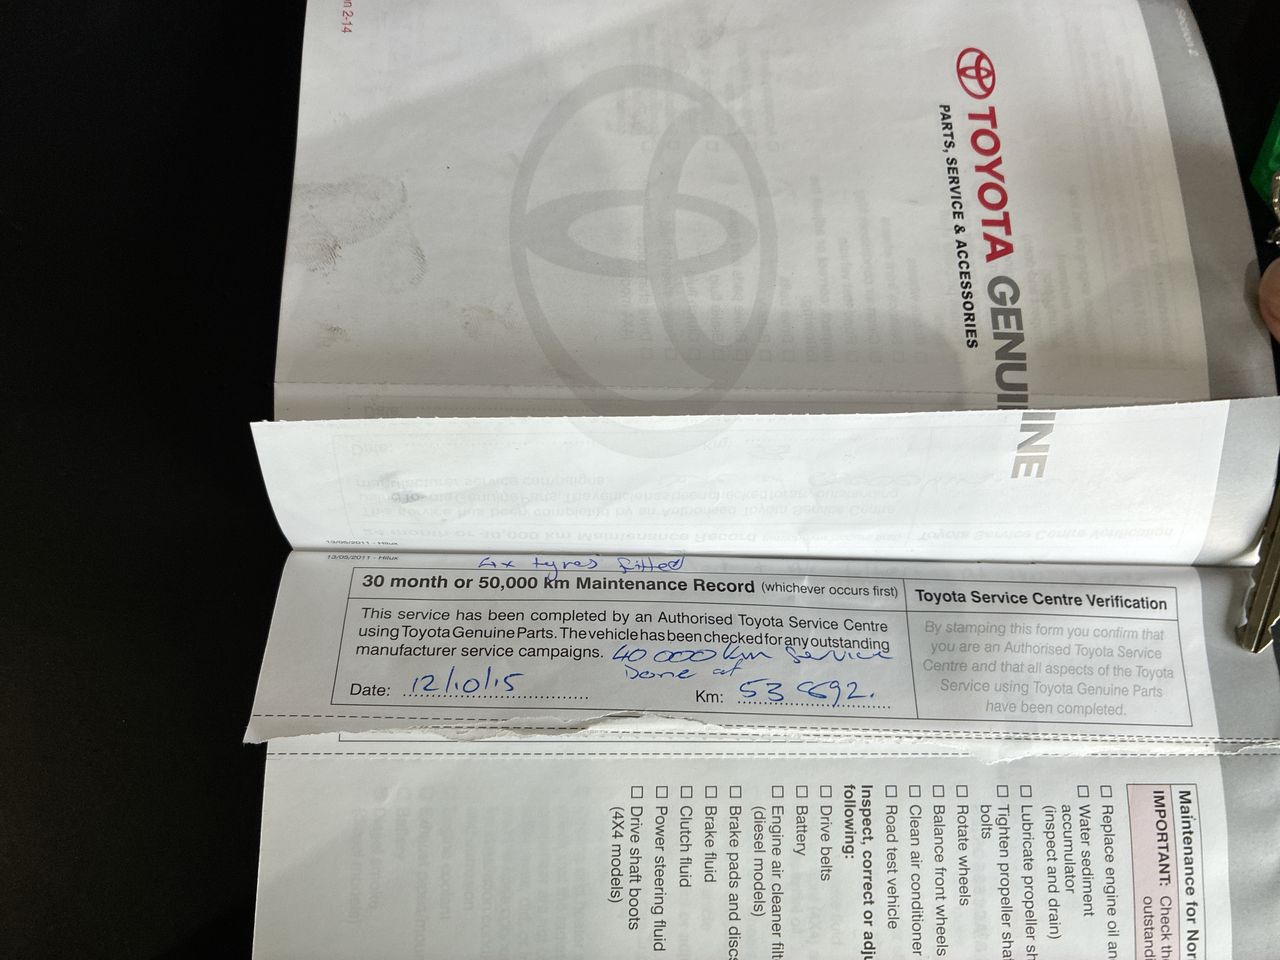 on 2-14
TOYOTA GENUINE
PARTS, SERVICE & ACCESSORIES
13/05/2011 - Hilux
4x tyres fitted
30 month or 50,000 km Maintenance Record (whichever occurs first)
This service has been completed by an Authorised Toyota Service Centre
using Toyota Genuine Parts. The vehicle has been checked for any outstanding
manufacturer service campaigns. 40 000 km Service
Done at
Date: 12/10/15
Km: 53 892.
Toyota Service Centre Verification
By stamping this form you confirm that
you are an Authorised Toyota Service
Centre and that all aspects of the Toyota
Service using Toyota Genuine Parts
have been completed.
Maintenance for Nor
IMPORTANT: Check th
outstandi
☐ Replace engine oil an
☐ Water sediment
accumulator
(inspect and drain)
☐ Lubricate propeller sh
☐ Tighten propeller shaf
bolts
☐ Rotate wheels
☐ Balance front wheels
☐ Clean air conditioner
☐ Road test vehicle
Inspect, correct or adju
following:
☐ Drive belts
☐ Battery
☐ Engine air cleaner filt
(diesel models)
☐ Brake pads and discs
☐ Brake fluid
☐ Clutch fluid
☐ Power steering fluid
☐ Drive shaft boots
(4X4 models)